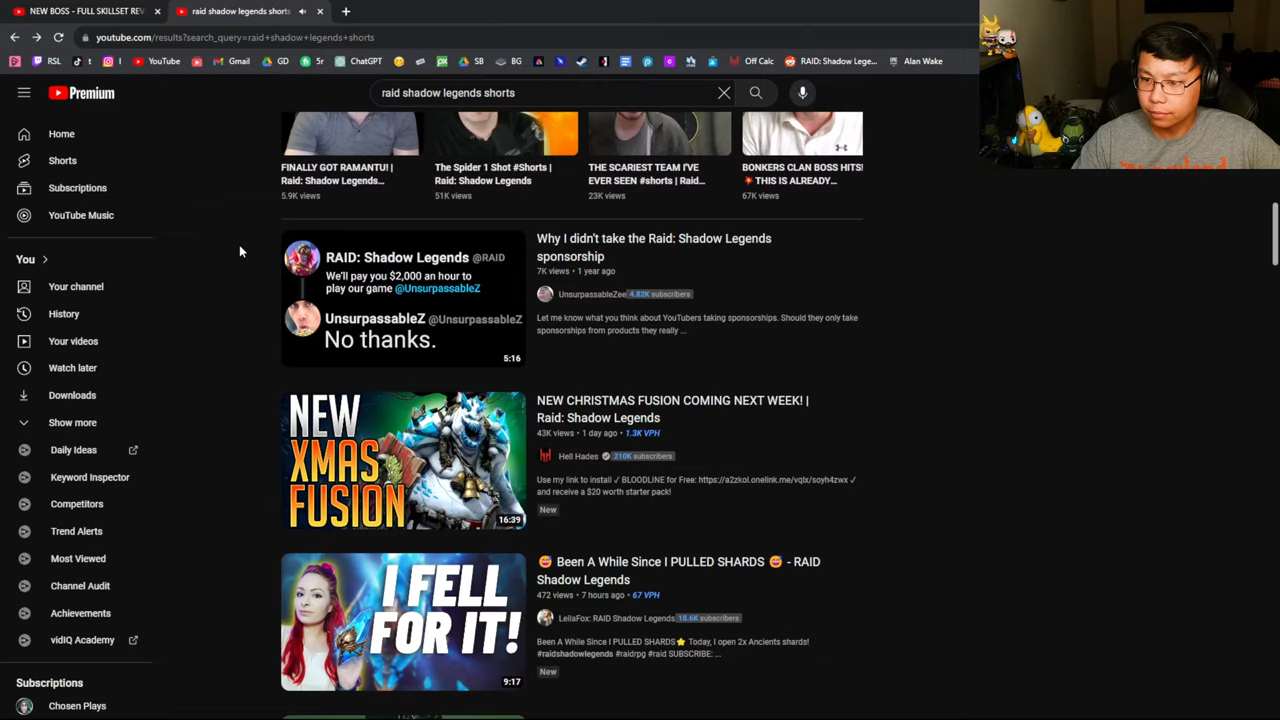 NEW BOSS - FULL SKILLSET REV
raid shadow legends shorts
youtube.com/results?search_query=raid+shadow+legends+shorts
RSL
t
I
YouTube
Gmail
GD
5r
ChatGPT
SB
BG
Off Calc
RAID: Shadow Lege...
Alan Wake
Premium
raid shadow legends shorts
Home
Shorts
Subscriptions
YouTube Music
You
Your channel
History
Your videos
Watch later
Downloads
Show more
Daily Ideas
Keyword Inspector
Competitors
Trend Alerts
Most Viewed
Channel Audit
Achievements
vidIQ Academy
Subscriptions
Chosen Plays
FINALLY GOT RAMANTU! |
Raid: Shadow Legends...
5.9K views
The Spider 1 Shot #Shorts |
Raid: Shadow Legends
51K views
THE SCARIEST TEAM I'VE
EVER SEEN #shorts | Raid...
23K views
BONKERS CLAN BOSS HITS!
💥THIS IS ALREADY...
67K views
RAID: Shadow Legends @RAID
We'll pay you $2,000 an hour to
play our game @UnsurpassableZ
UnsurpassableZ @UnsurpassableZ
No thanks.
5:16
Why I didn't take the Raid: Shadow Legends
sponsorship
7K views • 1 year ago
UnsurpassableZee 4.82K subscribers
Let me know what you think about YouTubers taking sponsorships. Should they only take
sponsorships from products they really ...
NEW
XMAS
FUSION
16:39
NEW CHRISTMAS FUSION COMING NEXT WEEK! |
Raid: Shadow Legends
43K views • 1 day ago • 1.3K VPH
Hell Hades 210K subscribers
Use my link to install ✓ BLOODLINE for Free: https://a2zkol.onelink.me/vqlx/soyh4zwx ✓
and receive a $20 worth starter pack!
New
I FELL
FOR IT!
9:17
😅 Been A While Since I PULLED SHARDS 😅 - RAID
Shadow Legends
472 views • 7 hours ago • 67 VPH
LeilaFox: RAID Shadow Legends 18.6K subscribers
Been A While Since I PULLED SHARDS⭐ Today, I open 2x Ancients shards!
#raidshadowlegends #raidrpg #raid SUBSCRIBE: ...
New